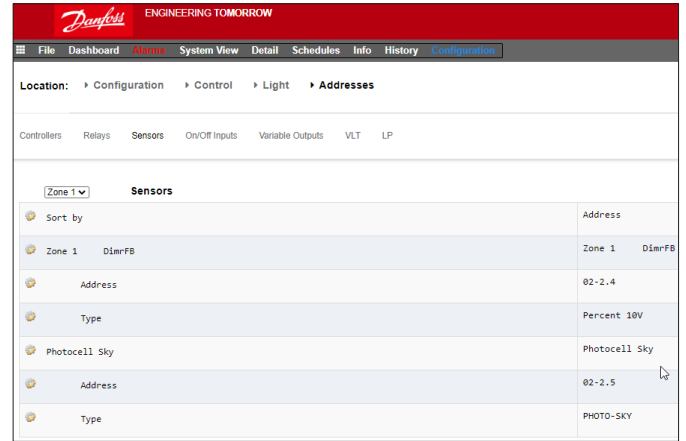 Danfoss ENGINEERING TOMORROW
File Dashboard Alarms System View Detail Schedules Info History Configuration
Location: Configuration Control Light Addresses
Controllers Relays Sensors On/Off Inputs Variable Outputs VLT LP
Zone 1 Sensors
Sort by Address
Zone 1 DimrFB Zone 1 DimrFB
Address 02-2.4
Type Percent 10V
Photocell Sky Photocell Sky
Address 02-2.5
Type PHOTO-SKY